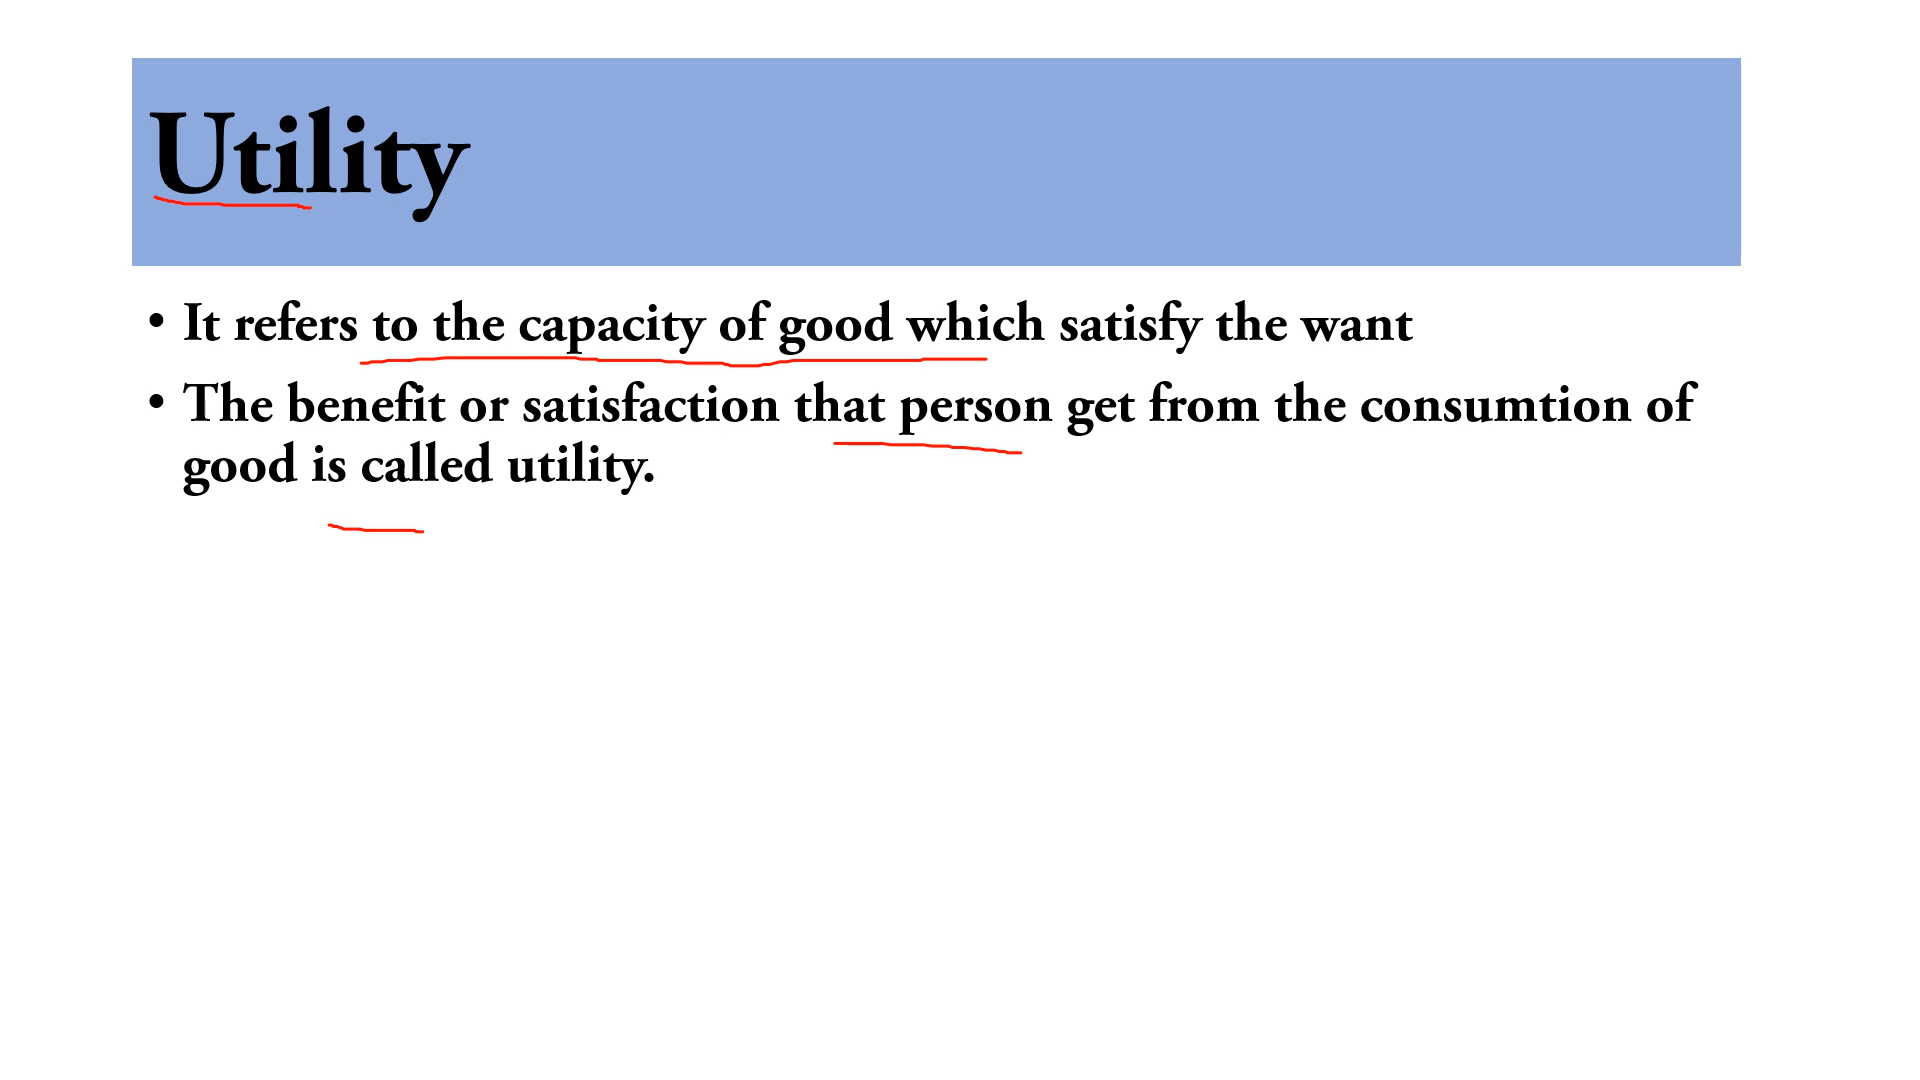 Utility
• It refers to the capacity of good which satisfy the want
• The benefit or satisfaction that person get from the consumtion of
good is called utility.